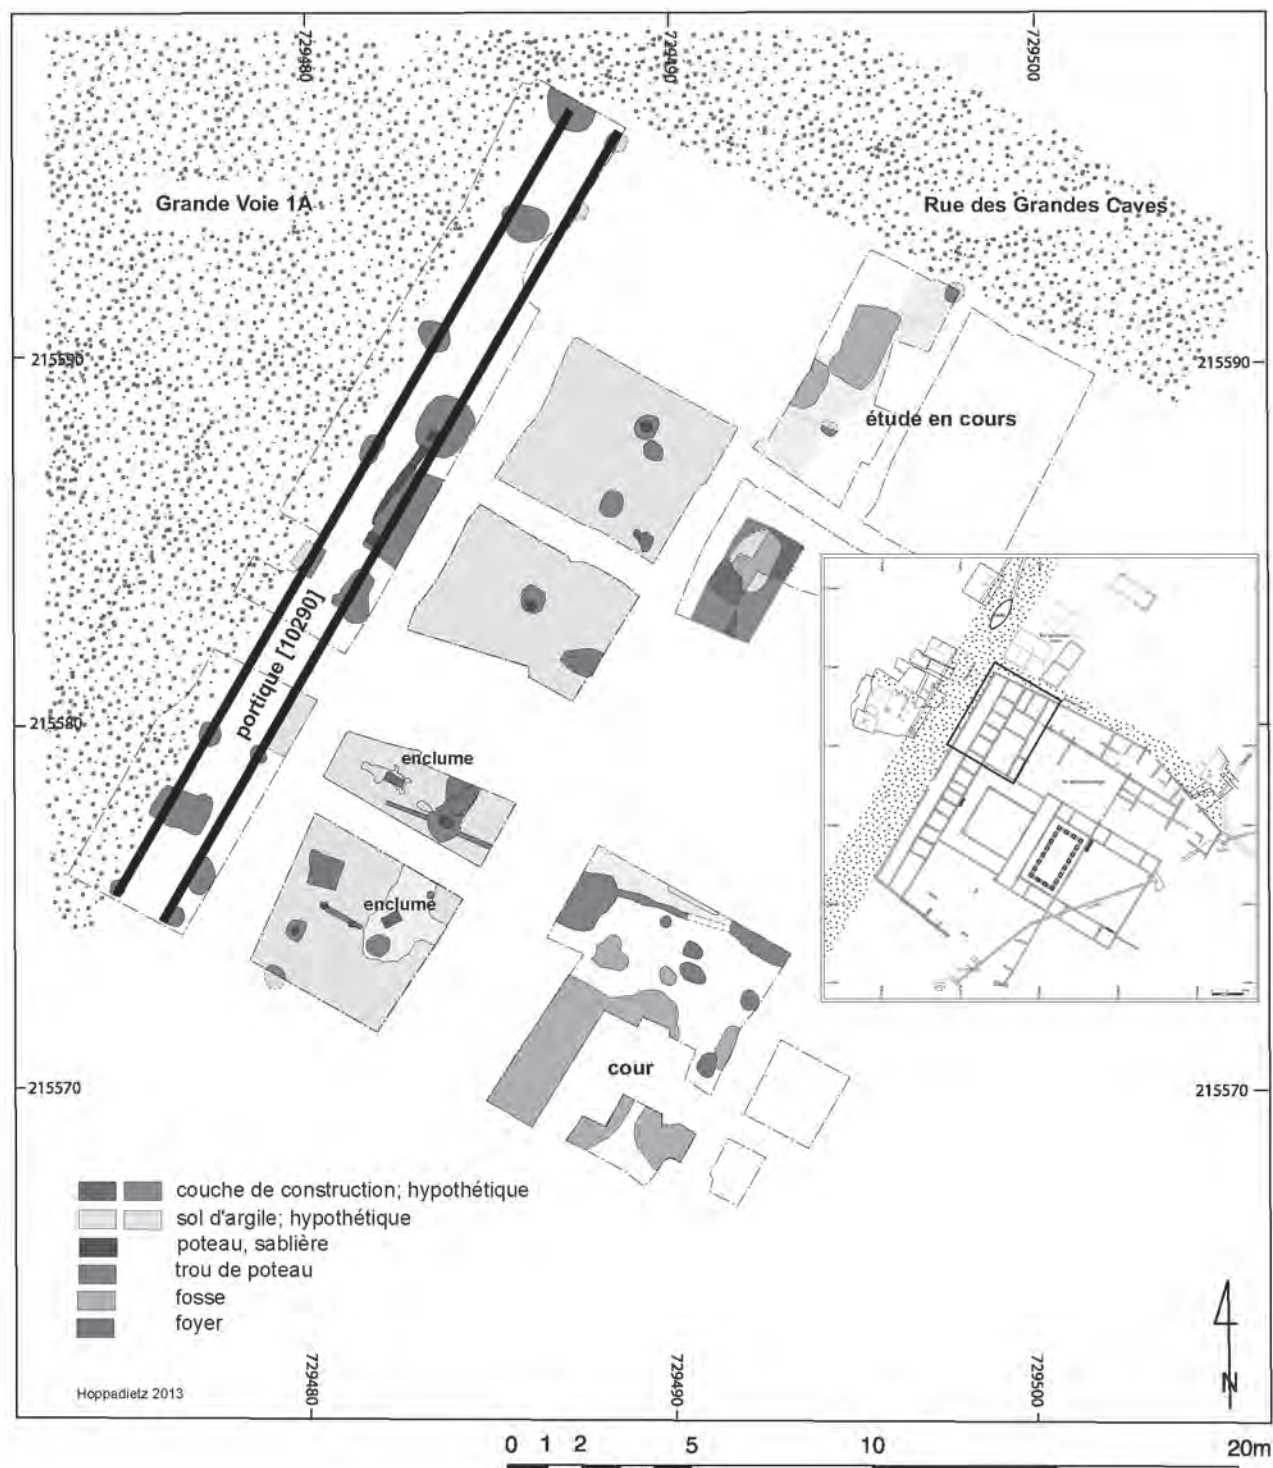 729480
729490
729500
Grande Voie 1A
Rue des Grandes Caves
215590
215590
étude en cours
portique [10290]
215580
enclume
enclume
cour
215570
215570
couche de construction; hypothétique
sol d'argile; hypothétique
poteau, sablière
trou de poteau
fosse
foyer
Hoppadietz 2013
729480
729490
729500
N
0 1 2 5 10 20m